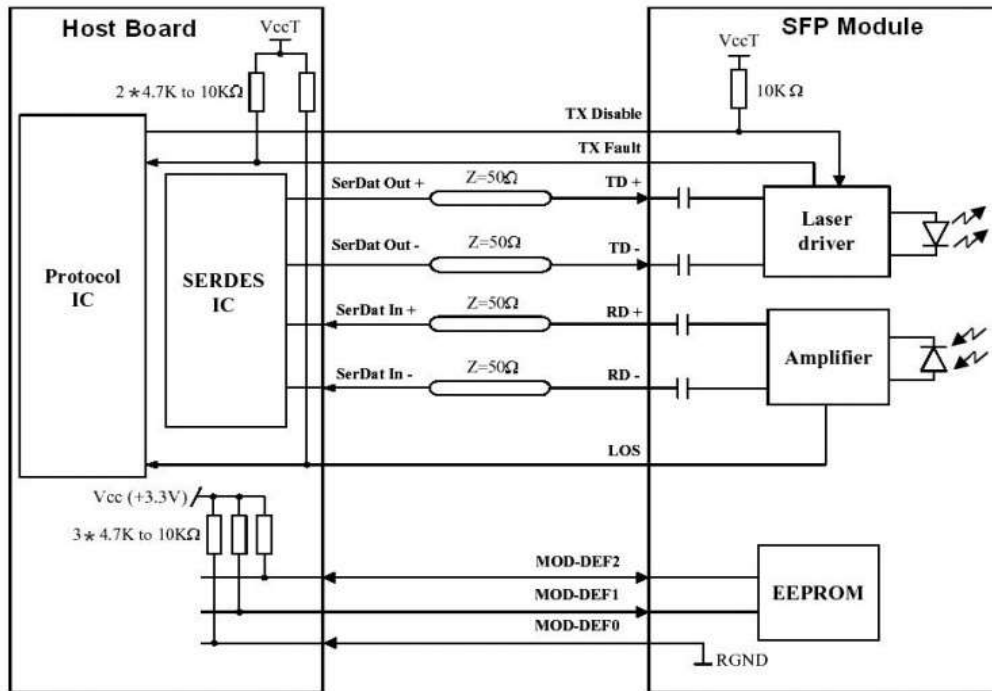 Host Board
SFP Module
VccT
VccT
2 * 4.7K to 10KΩ
10K Ω
TX Disable
TX Fault
SerDat Out +
Z=50Ω
TD +
Laser
driver
SerDat Out -
Z=50Ω
TD -
Protocol
IC
SERDES
IC
SerDat In +
Z=50Ω
RD +
Amplifier
SerDat In -
Z=50Ω
RD -
LOS
Vcc (+3.3V)
3 * 4.7K to 10KΩ
MOD-DEF2
EEPROM
MOD-DEF1
MOD-DEF0
RGND